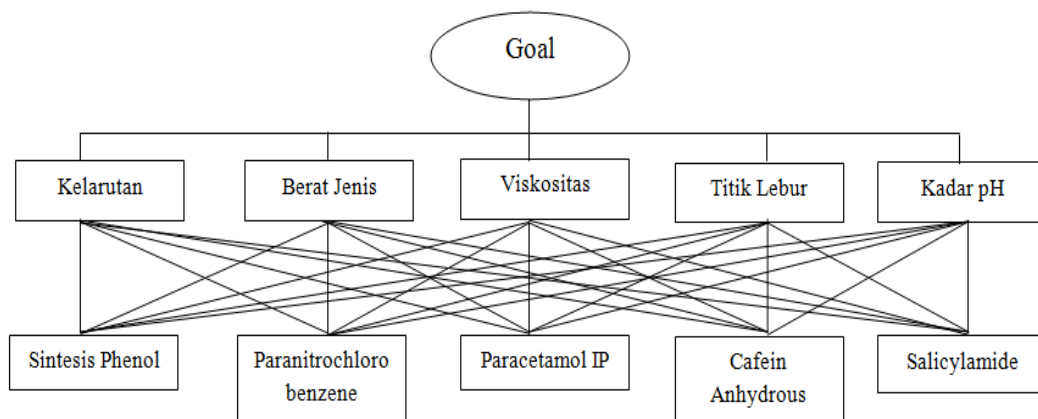 Goal
Kelarutan
Berat Jenis
Viskositas
Titik Lebur
Kadar pH
Sintesis Phenol
Paranitrochloro
benzene
Paracetamol IP
Cafein
Anhydrous
Salicylamide